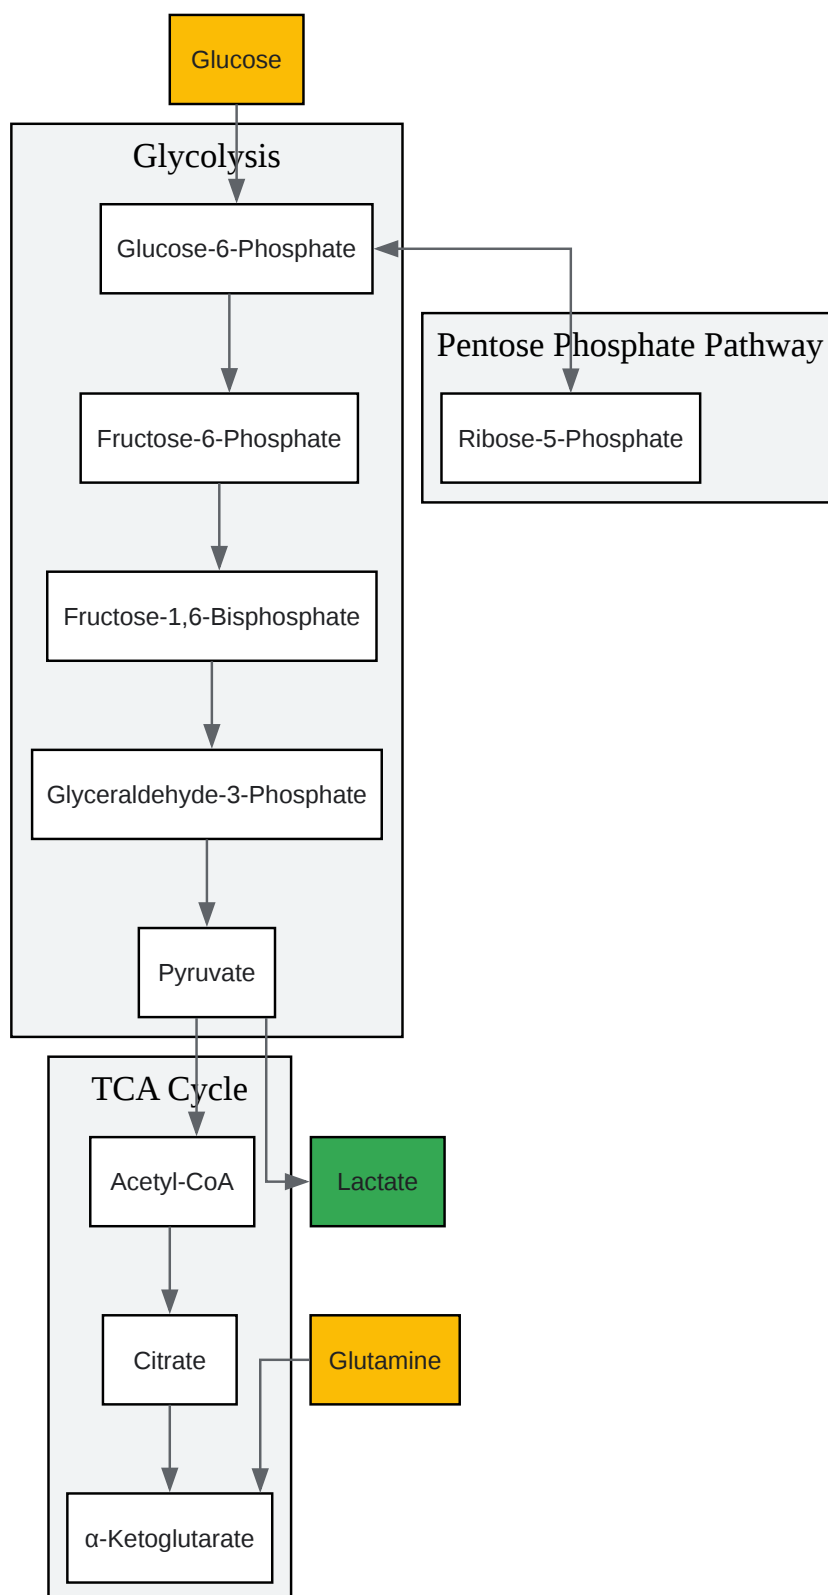 Glucose
Glycolysis
Glucose-6-Phosphate
Pentose Phosphate Pathway
Fructose-6-Phosphate
Ribose-5-Phosphate
Fructose-1,6-Bisphosphate
Glyceraldehyde-3-Phosphate
Pyruvate
TCA Cycle
Acetyl-CoA
Lactate
Citrate
Glutamine
α-Ketoglutarate